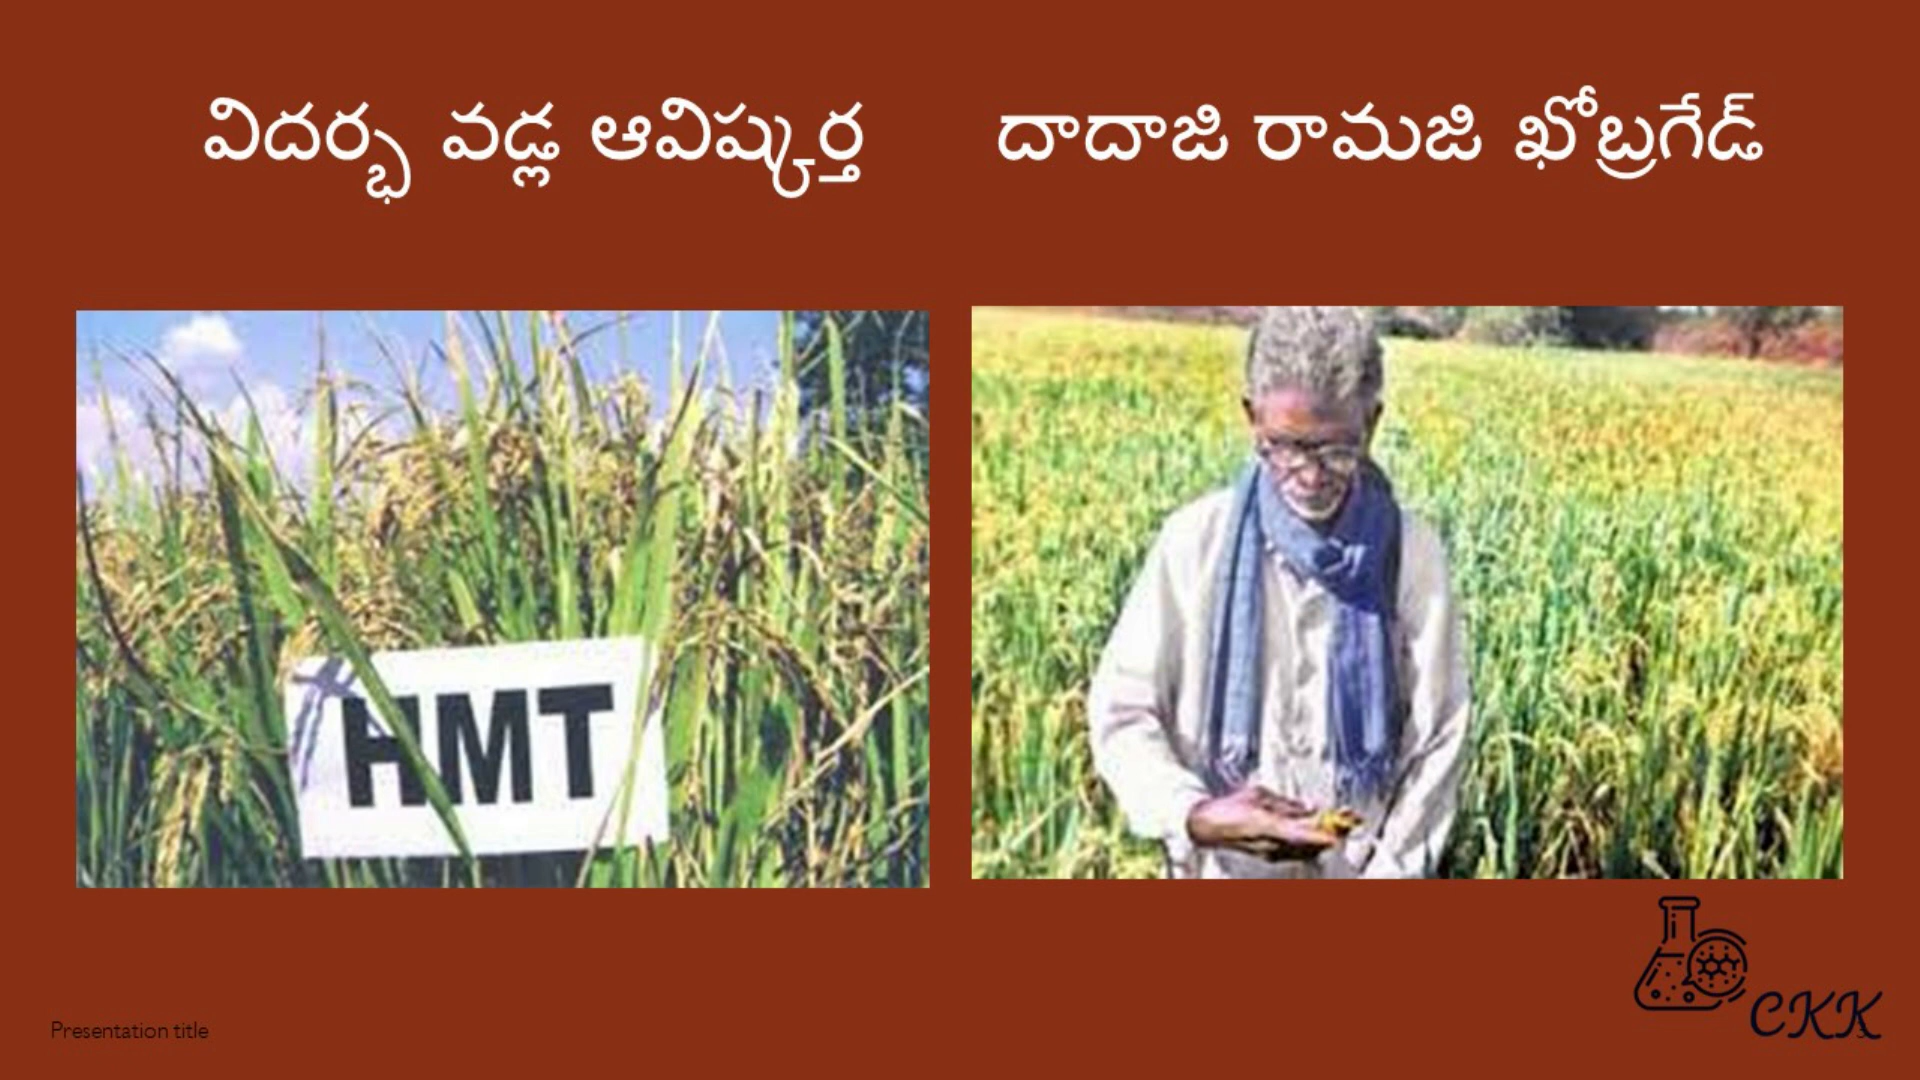 విదర్భ వడ్ల ఆవిష్కర్త దాదాజి రామజి ఖోబ్రగేడ్
HMT
CKK
Presentation title